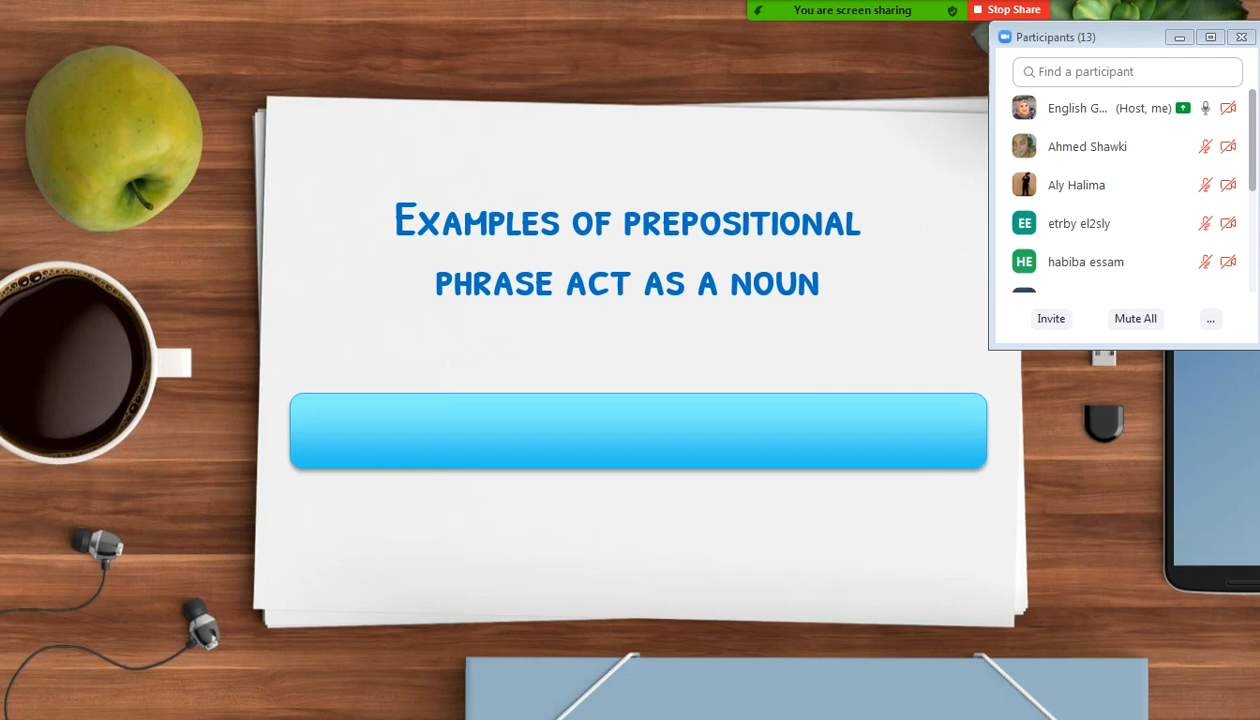 You are screen sharing
Stop Share
Participants (13)
Find a participant
English G... (Host, me)
Ahmed Shawki
Aly Halima
EE etrby el2sly
HE habiba essam
Invite Mute All ...
EXAMPLES OF PREPOSITIONAL
PHRASE ACT AS A NOUN